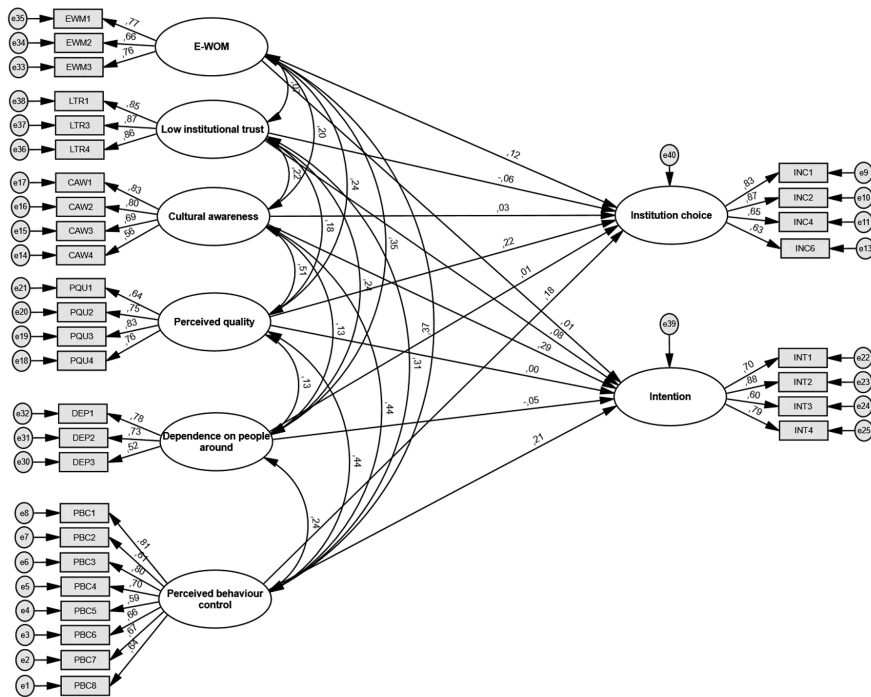 e35 EWM1 ,77
e34 EWM2 ,66
e33 EWM3 ,76
E-WOM
e38 LTR1 ,85
e37 LTR3 ,87
e36 LTR4 ,86
Low institutional trust
e17 CAW1 ,83
e16 CAW2 ,80
e15 CAW3 ,69
e14 CAW4 ,56
Cultural awareness
e21 PQU1 ,64
e20 PQU2 ,75
e19 PQU3 ,83
e18 PQU4 ,76
Perceived quality
e32 DEP1 ,78
e31 DEP2 ,73
e30 DEP3 ,52
Dependence on people
around
e8 PBC1 ,81
e7 PBC2 ,61
e6 PBC3 ,80
e5 PBC4 ,70
e4 PBC5 ,59
e3 PBC6 ,66
e2 PBC7 ,67
e1 PBC8 ,64
Perceived behaviour
control
,20
,22
,24
,18
,35
,24
,51
,13
,37
,31
,13
,44
,44
,24
,12
-,06
,03
,22
,01
,18
,01
,08
,29
,00
-,05
,21
e40
Institution choice
,83 INC1 e9
,87 INC2 e10
,65 INC4 e11
,63 INC6 e13
e39
Intention
,70 INT1 e22
,88 INT2 e23
,60 INT3 e24
,79 INT4 e25